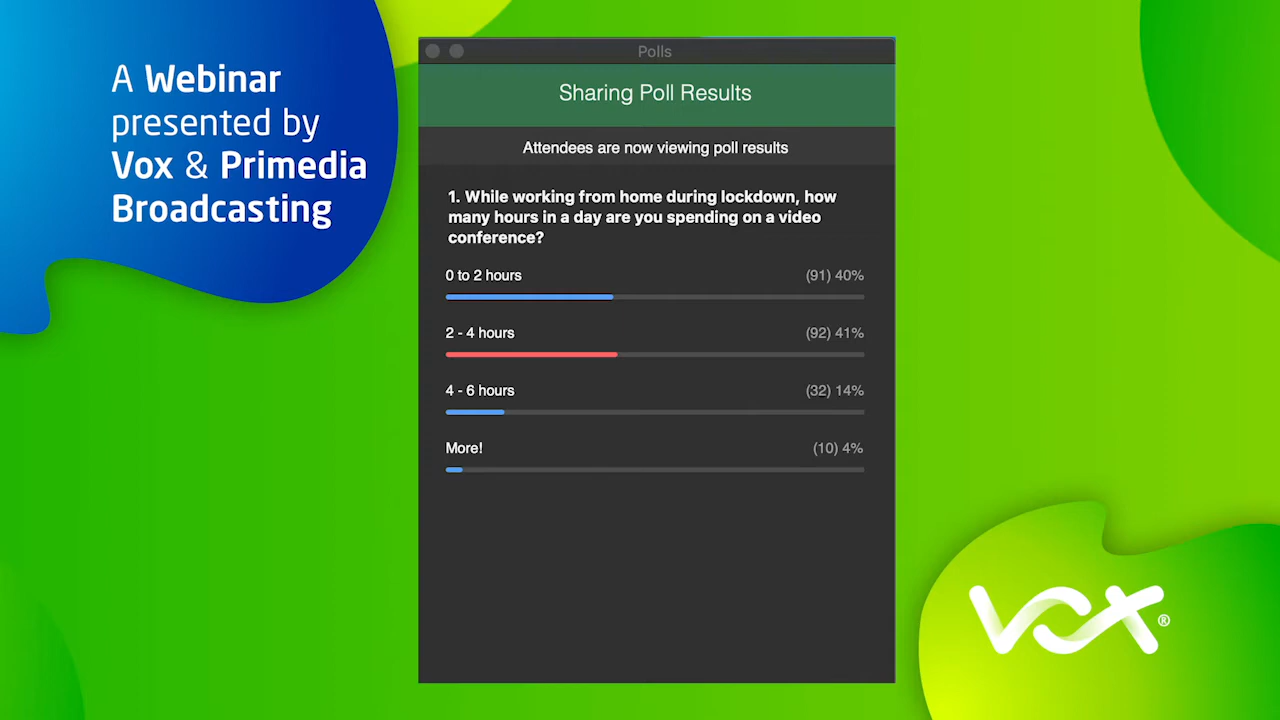 A Webinar
presented by
Vox & Primedia
Broadcasting
Polls
Sharing Poll Results
Attendees are now viewing poll results
1. While working from home during lockdown, how
many hours in a day are you spending on a video
conference?
0 to 2 hours (91) 40%
2 - 4 hours (92) 41%
4 - 6 hours (32) 14%
More! (10) 4%
vox®